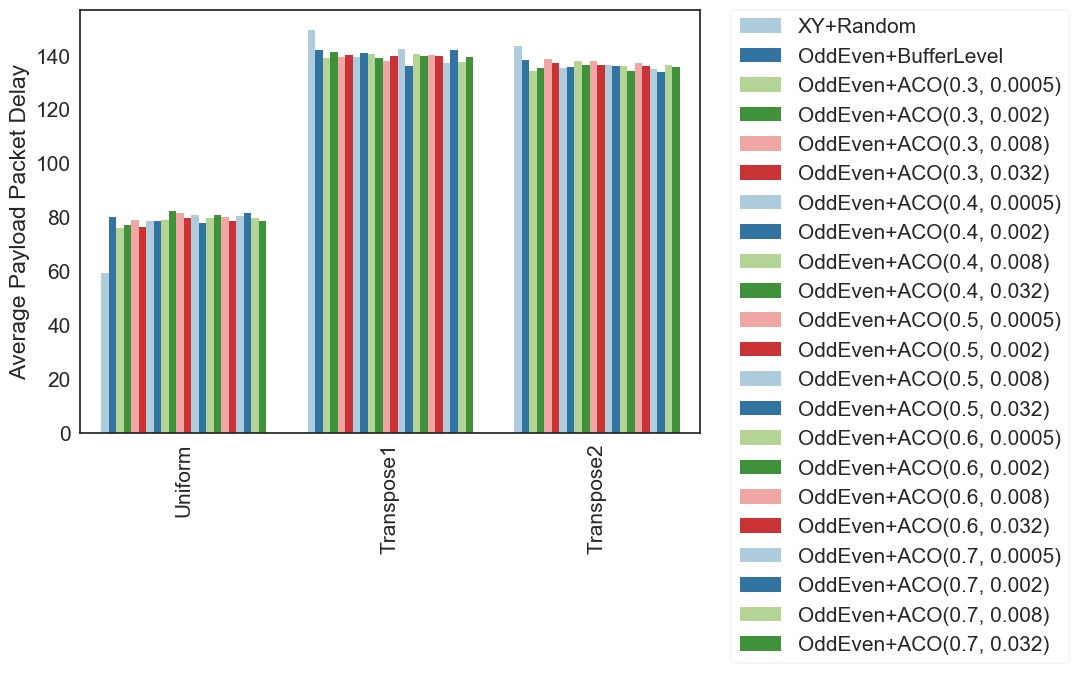 Average Payload Packet Delay
140
120
100
80
60
40
20
0
Uniform
Transpose1
Transpose2
XY+Random
OddEven+BufferLevel
OddEven+ACO(0.3, 0.0005)
OddEven+ACO(0.3, 0.002)
OddEven+ACO(0.3, 0.008)
OddEven+ACO(0.3, 0.032)
OddEven+ACO(0.4, 0.0005)
OddEven+ACO(0.4, 0.002)
OddEven+ACO(0.4, 0.008)
OddEven+ACO(0.4, 0.032)
OddEven+ACO(0.5, 0.0005)
OddEven+ACO(0.5, 0.002)
OddEven+ACO(0.5, 0.008)
OddEven+ACO(0.5, 0.032)
OddEven+ACO(0.6, 0.0005)
OddEven+ACO(0.6, 0.002)
OddEven+ACO(0.6, 0.008)
OddEven+ACO(0.6, 0.032)
OddEven+ACO(0.7, 0.0005)
OddEven+ACO(0.7, 0.002)
OddEven+ACO(0.7, 0.008)
OddEven+ACO(0.7, 0.032)